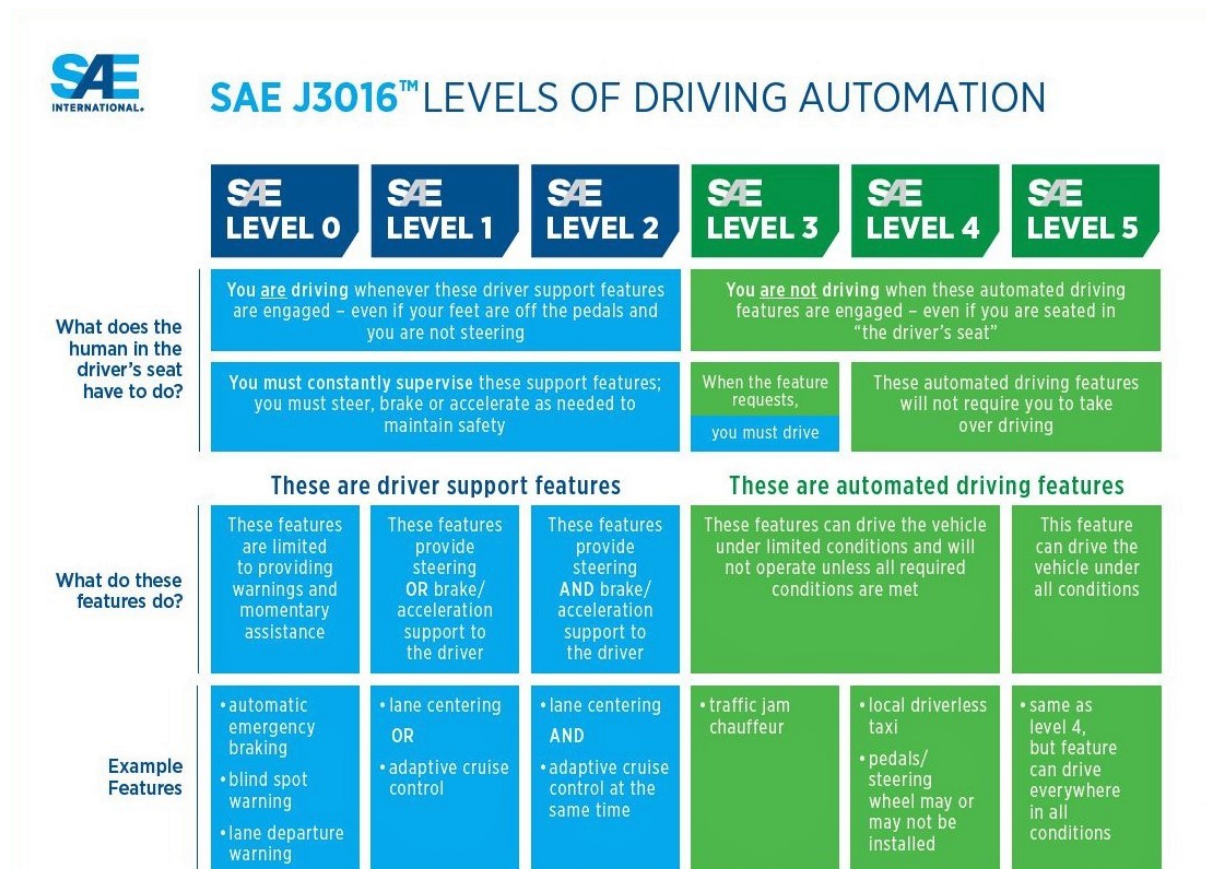 SAE
INTERNATIONAL.
SAE J3016™ LEVELS OF DRIVING AUTOMATION
SAE
LEVEL 0
SAE
LEVEL 1
SAE
LEVEL 2
SAE
LEVEL 3
SAE
LEVEL 4
SAE
LEVEL 5
What does the
human in the
driver's seat
have to do?
You are driving whenever these driver support features
are engaged – even if your feet are off the pedals and
you are not steering
You are not driving when these automated driving
features are engaged – even if you are seated in
“the driver's seat”
You must constantly supervise these support features;
you must steer, brake or accelerate as needed to
maintain safety
When the feature
requests,
you must drive
These automated driving features
will not require you to take
over driving
These are driver support features
These are automated driving features
What do these
features do?
These features
are limited
to providing
warnings and
momentary
assistance
These features
provide
steering
OR brake/
acceleration
support to
the driver
These features
provide
steering
AND brake/
acceleration
support to
the driver
These features can drive the vehicle
under limited conditions and will
not operate unless all required
conditions are met
This feature
can drive the
vehicle under
all conditions
Example
Features
• automatic
emergency
braking
• blind spot
warning
• lane departure
warning
• lane centering
OR
• adaptive cruise
control
• lane centering
AND
• adaptive cruise
control at the
same time
• traffic jam
chauffeur
• local driverless
taxi
• pedals/
steering
wheel may or
may not be
installed
• same as
level 4,
but feature
can drive
everywhere
in all
conditions